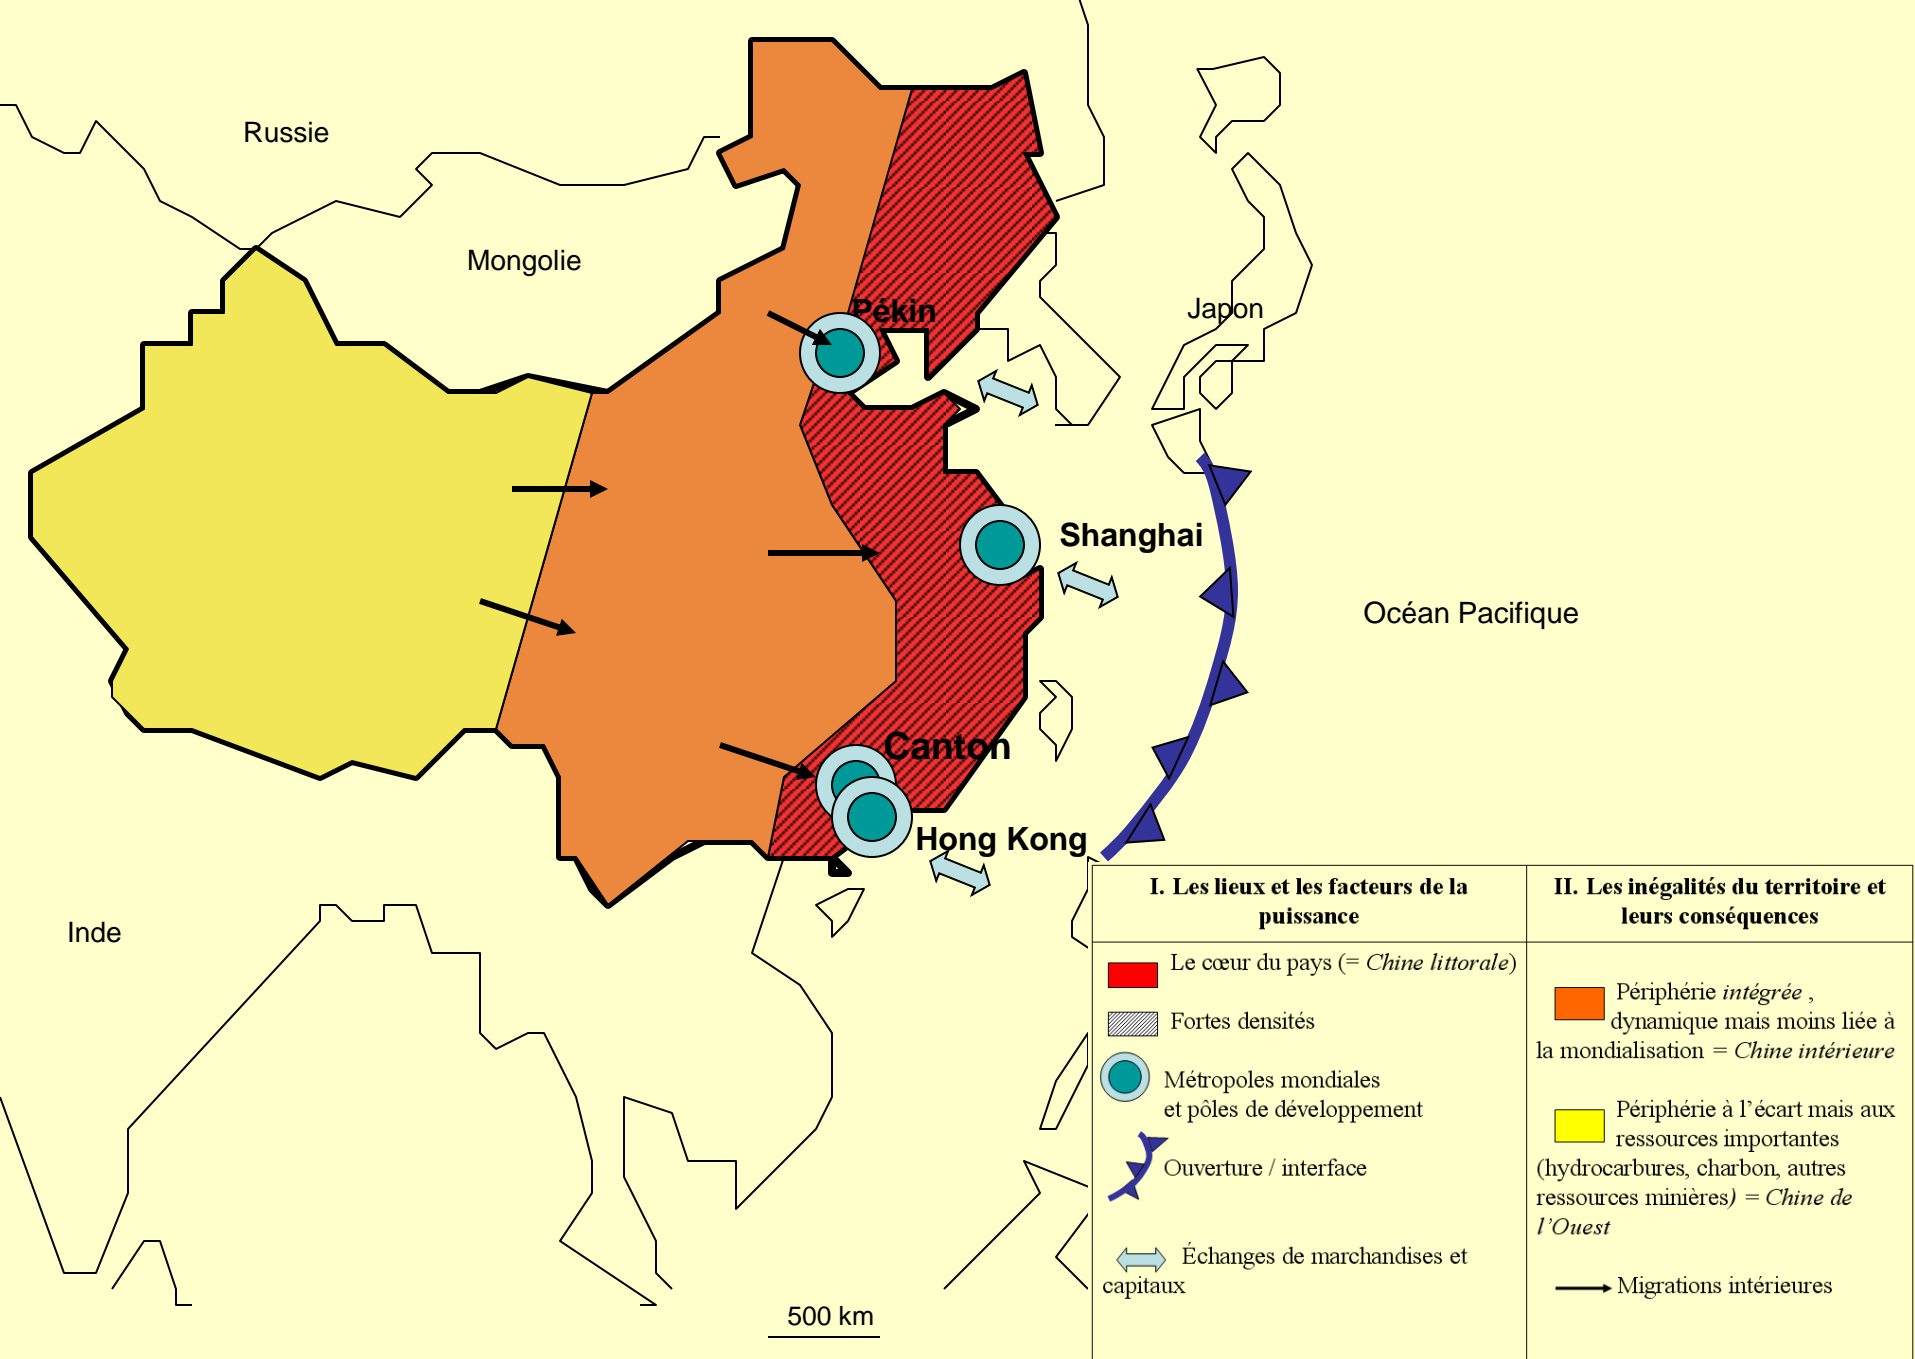 Russie
Mongolie
Pékin
Japon
Shanghai
Océan Pacifique
Canton
Hong Kong
Inde
500 km
I. Les lieux et les facteurs de la
puissance
Le cœur du pays (= Chine littorale)
Fortes densités
Métropoles mondiales
et pôles de développement
Ouverture / interface
Échanges de marchandises et
capitaux
II. Les inégalités du territoire et
leurs conséquences
Périphérie intégrée ,
dynamique mais moins liée à
la mondialisation = Chine intérieure
Périphérie à l’écart mais aux
ressources importantes
(hydrocarbures, charbon, autres
ressources minières) = Chine de
l’Ouest
Migrations intérieures